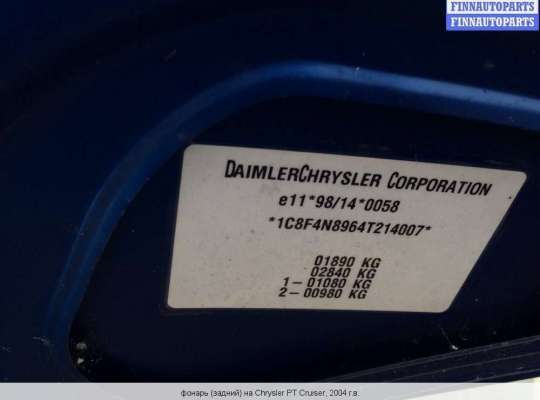 FINNAUTOPARTS
FINNAUTOPARTS
DAIMLERCHRYSLER CORPORATION
e11*98/14*0058
*1C8F4N8964T214007*
01890 KG
02840 KG
1-01080 KG
2-00980 KG
фонарь (задний) на Chrysler PT Cruiser, 2004 г.в.